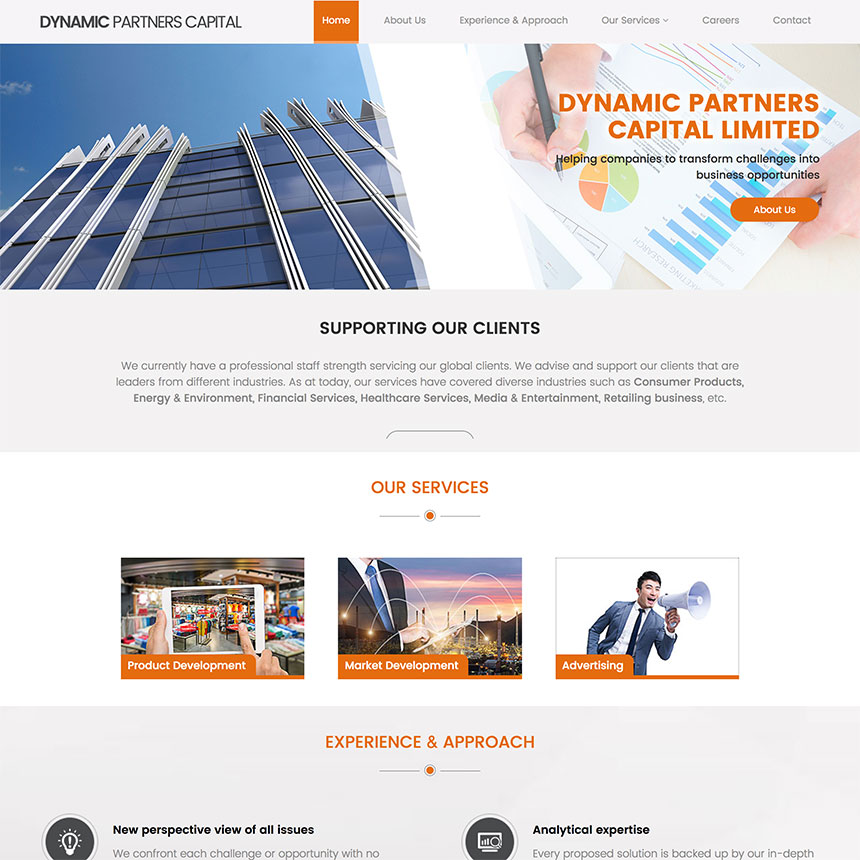 DYNAMIC PARTNERS CAPITAL
Home
About Us
Experience & Approach
Our Services
Careers
Contact
DYNAMIC PARTNERS
CAPITAL LIMITED
Helping companies to transform challenges into
business opportunities
About Us
MARKETING RESEARCH
SUPPORTING OUR CLIENTS
We currently have a professional staff strength servicing our global clients. We advise and support our clients that are
leaders from different industries. As at today, our services have covered diverse industries such as Consumer Products,
Energy & Environment, Financial Services, Healthcare Services, Media & Entertainment, Retailing business, etc.
OUR SERVICES
Product Development
Market Development
Advertising
EXPERIENCE & APPROACH
New perspective view of all issues
We confront each challenge or opportunity with no
Analytical expertise
Every proposed solution is backed up by our in-depth